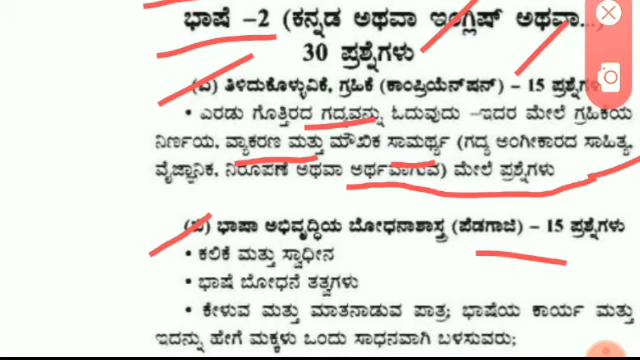 ಭಾಷೆ –2 (ಕನ್ನಡ ಅಥವಾ ಇಂಗ್ಲಿಷ್ ಅಥವಾ...)
30 ಪ್ರಶ್ನೆಗಳು
ತಿಳಿದುಕೊಳ್ಳುವಿಕೆ, ಗ್ರಹಿಕೆ (ಕಾಂಪ್ರಿಯೆನ್‌ಷನ್) – 15 ಪ್ರಶ್ನೆಗಳು
• ಎರಡು ಗೊತ್ತಿರದ ಗದ್ಯವನ್ನು ಓದುವುದು –ಇದರ ಮೇಲೆ ಗ್ರಹಿಕೆಯ
ನಿರ್ಣಯ, ವ್ಯಾಕರಣ ಮತ್ತು ಮೌಖಿಕ ಸಾಮರ್ಥ್ಯ (ಗದ್ಯ ಅಂಗೀಕಾರದ ಸಾಹಿತ್ಯ,
ವೈಜ್ಞಾನಿಕ, ನಿರೂಪಣೆ ಅಥವಾ ಅರ್ಥವಾಗುವ) ಮೇಲೆ ಪ್ರಶ್ನೆಗಳು
ಭಾಷಾ ಅಭಿವೃದ್ಧಿಯ ಬೋಧನಾಶಾಸ್ತ್ರ (ಪೆಡಗಾಜಿ) – 15 ಪ್ರಶ್ನೆಗಳು
• ಕಲಿಕೆ ಮತ್ತು ಸ್ವಾಧೀನ
• ಭಾಷೆ ಬೋಧನೆ ತತ್ವಗಳು
• ಕೇಳುವ ಮತ್ತು ಮಾತನಾಡುವ ಪಾತ್ರ; ಭಾಷೆಯ ಕಾರ್ಯ ಮತ್ತು
ಇದನ್ನು ಹೇಗೆ ಮಕ್ಕಳು ಒಂದು ಸಾಧನವಾಗಿ ಬಳಸುವರು;